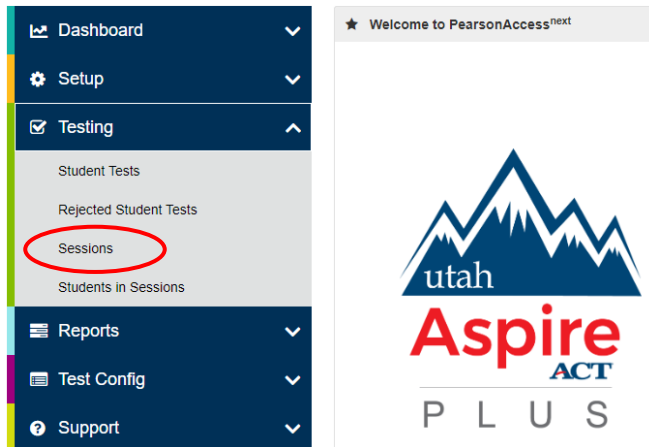 Dashboard
Setup
Testing
Student Tests
Rejected Student Tests
Sessions
Students in Sessions
Reports
Test Config
Support
Welcome to PearsonAccessnext
utah
Aspire
ACT
PLUS